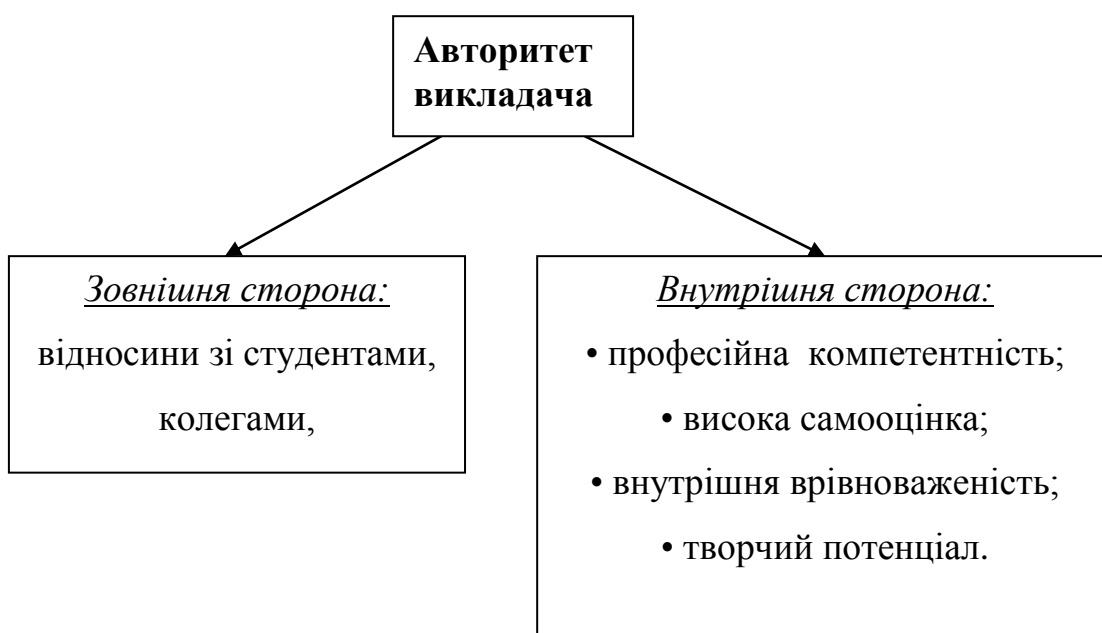 Авторитет
викладача
Зовнішня сторона:
відносини зі студентами,
колегами,
Внутрішня сторона:
• професійна компетентність;
• висока самооцінка;
• внутрішня врівноваженість;
• творчий потенціал.